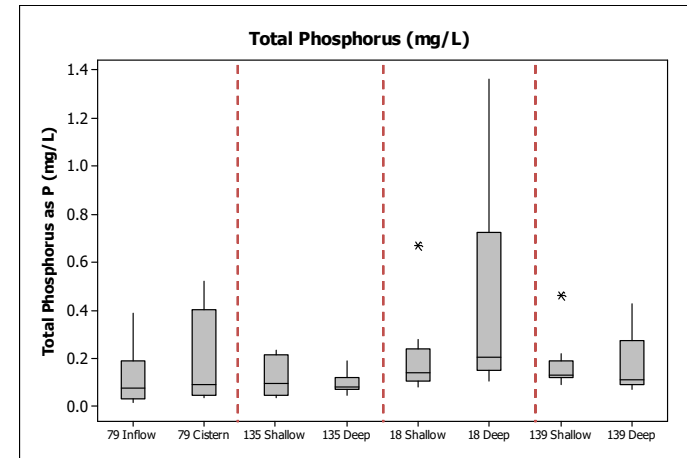 Total Phosphorus (mg/L)
Total Phosphorus as P (mg/L)
1.4
1.2
1.0
0.8
0.6
0.4
0.2
0.0
79 Inflow 79 Cistern 135 Shallow 135 Deep 18 Shallow 18 Deep 139 Shallow 139 Deep